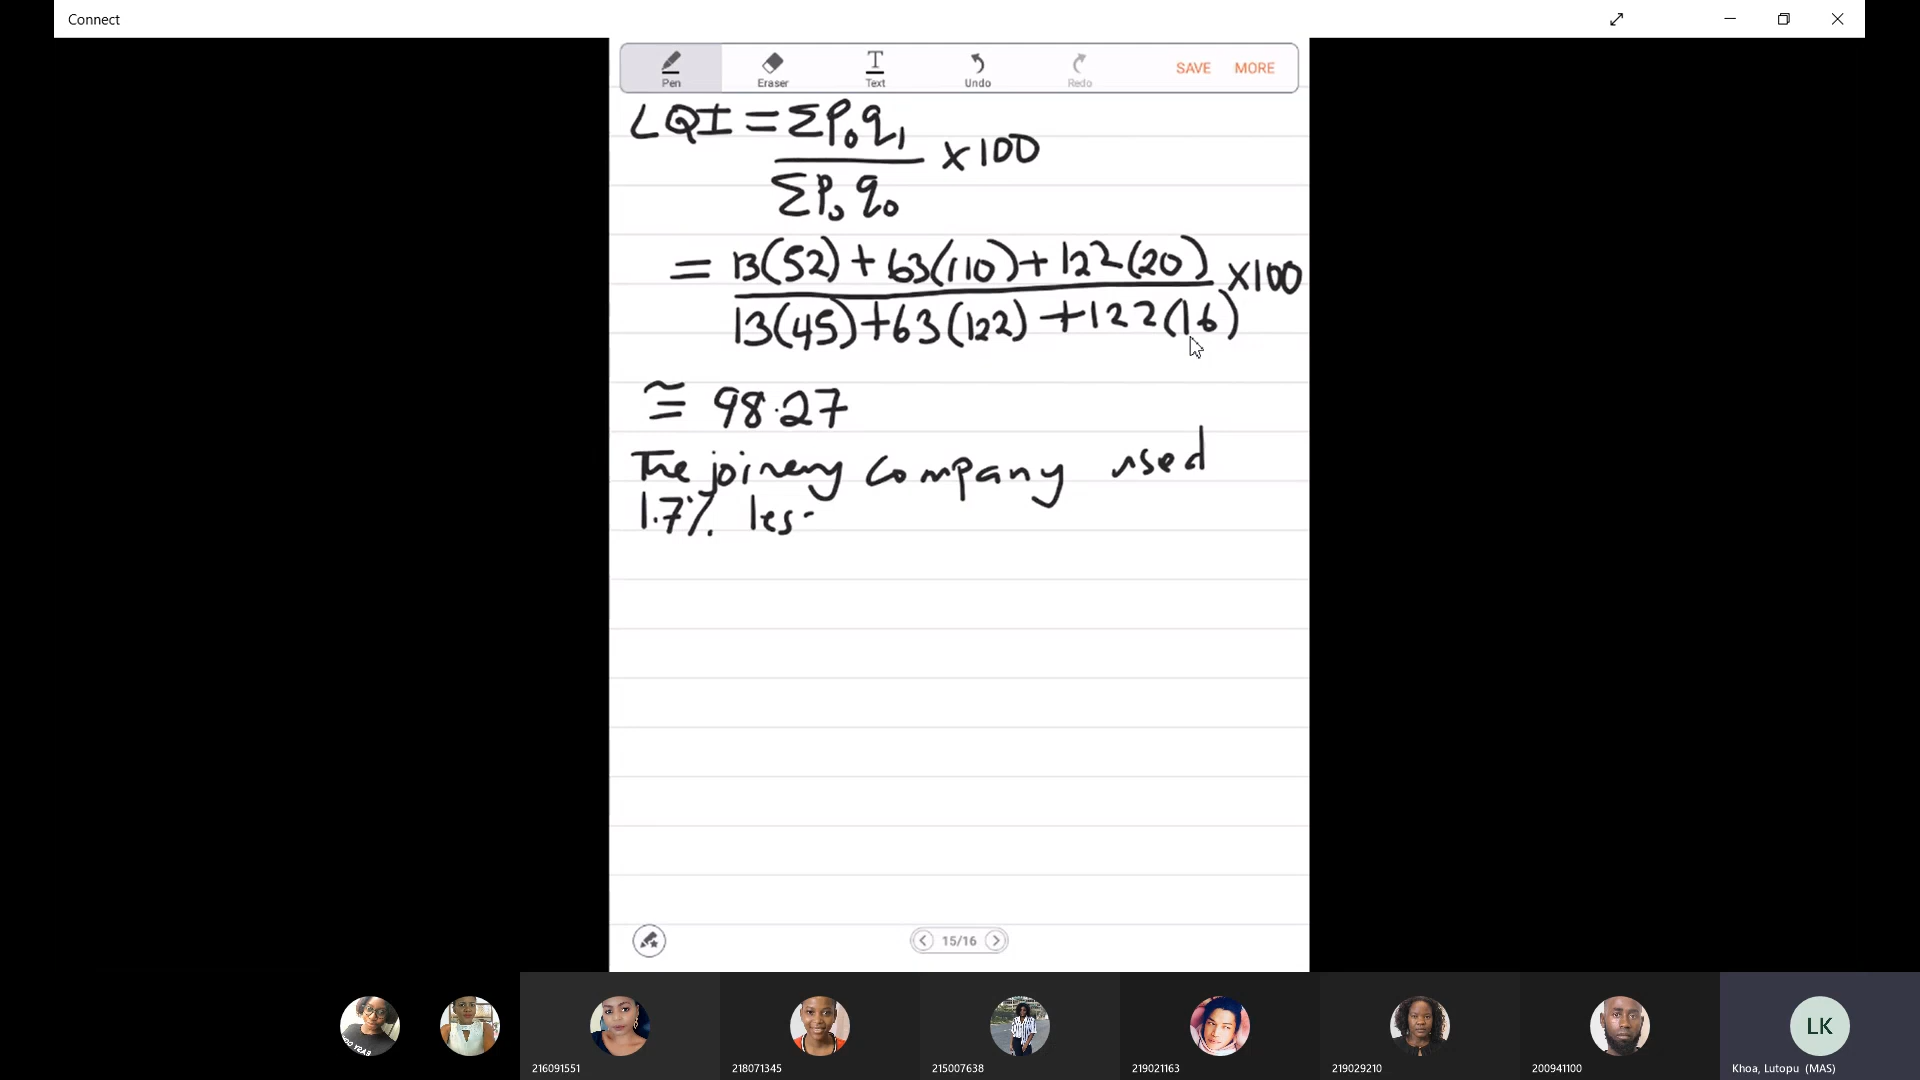 Connect
Pen
Eraser
Text
Undo
Redo
SAVE
MORE
LQI = ΣP₀q₁
ΣP₀q₀
×100
= 13(52) + 63(110) + 122(20)
13(45) + 63(122) + 122(16)
×100
≅ 98.27
The joinery company used
1.7% les-
15/16
216091551
218071345
215007638
219021163
219029210
200941100
LK
Khoa, Lutopu (MAS)